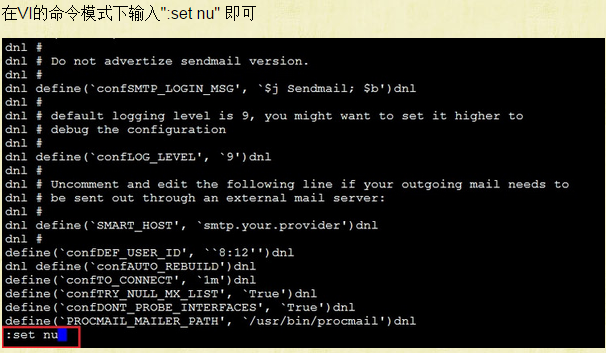 在VI的命令模式下输入":set nu" 即可
dnl #
dnl # Do not advertize sendmail version.
dnl #
dnl define(`confSMTP_LOGIN_MSG', `$j Sendmail; $b')dnl
dnl #
dnl # default logging level is 9, you might want to set it higher to
dnl # debug the configuration
dnl #
dnl define(`confLOG_LEVEL', `9')dnl
dnl #
dnl # Uncomment and edit the following line if your outgoing mail needs to
dnl # be sent out through an external mail server:
dnl #
dnl define(`SMART_HOST', `smtp.your.provider')dnl
dnl #
define(`confDEF_USER_ID', ``8:12'')dnl
dnl define(`confAUTO_REBUILD')dnl
define(`confTO_CONNECT', `1m')dnl
define(`confTRY_NULL_MX_LIST', `True')dnl
define(`confDONT_PROBE_INTERFACES', `True')dnl
define(`PROCMAIL_MAILER_PATH', `/usr/bin/procmail')dnl
:set nu